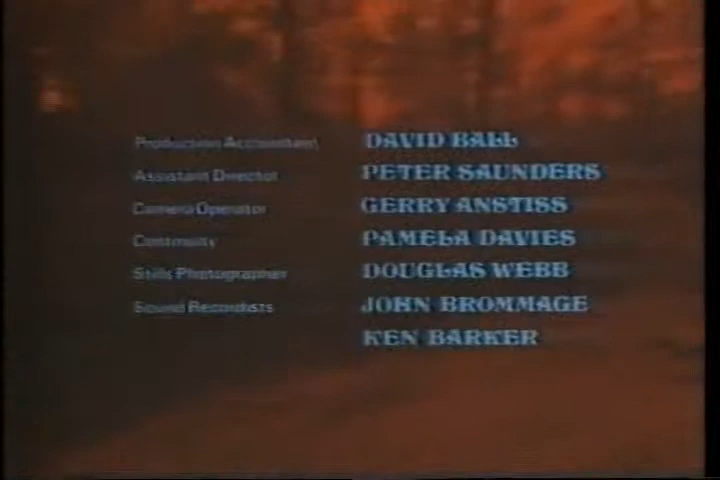 Production Accountant DAVID BALL
Assistant Director PETER SAUNDERS
Camera Operator GERRY ANSTISS
Continuity PAMELA DAVIES
Stills Photographer DOUGLAS WEBB
Sound Recordists JOHN BROMMAGE
KEN BARKER